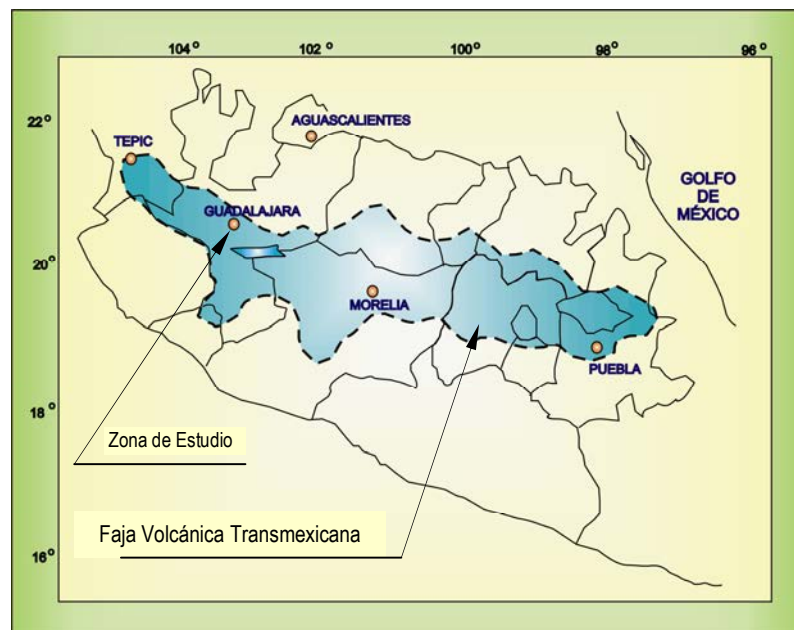 104° 102° 100° 98° 96°
22°
AGUASCALIENTES
TEPIC
GOLFO
DE
MÉXICO
GUADALAJARA
20°
MORELIA
PUEBLA
18°
Zona de Estudio
Faja Volcánica Transmexicana
16°